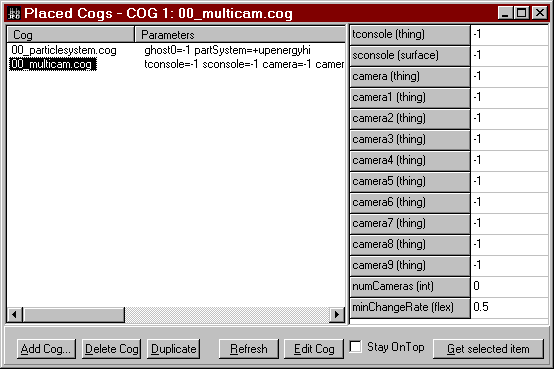 Placed Cogs - COG 1: 00_multicam.cog
Cog Parameters
00_particlesystem.cog ghost0=-1 partSystem=+upenergyhi
00_multicam.cog tconsole=-1 sconsole=-1 camera=-1 camer
tconsole (thing) -1
sconsole (surface) -1
camera (thing) -1
camera1 (thing) -1
camera2 (thing) -1
camera3 (thing) -1
camera4 (thing) -1
camera5 (thing) -1
camera6 (thing) -1
camera7 (thing) -1
camera8 (thing) -1
camera9 (thing) -1
numCameras (int) 0
minChangeRate (flex) 0.5
Add Cog... Delete Cog Duplicate Refresh Edit Cog Stay OnTop Get selected item